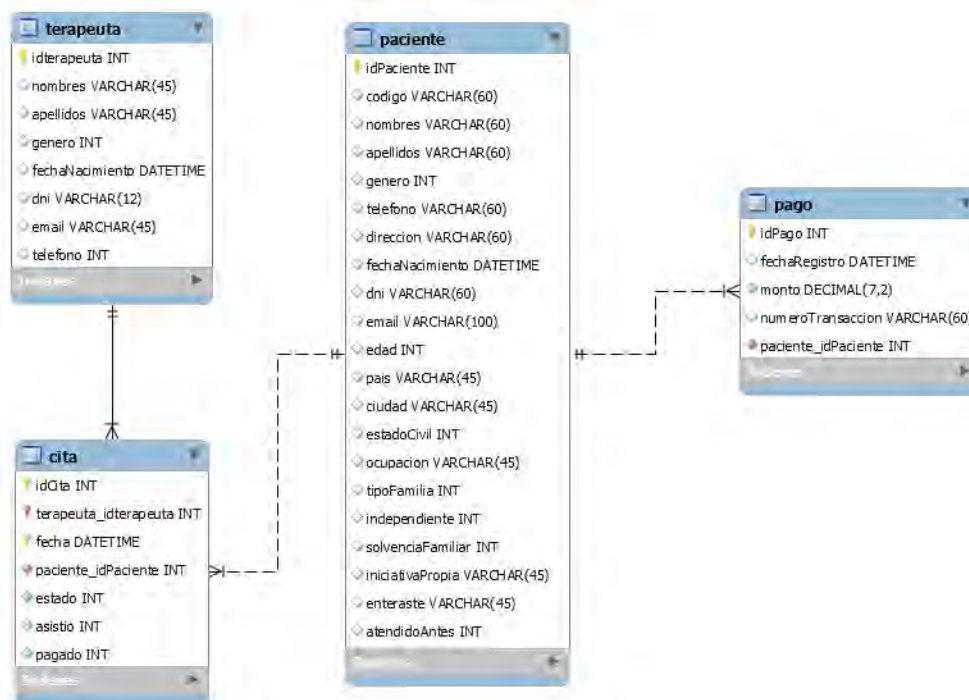 terapeuta
idterapeuta INT
nombres VARCHAR(45)
apellidos VARCHAR(45)
genero INT
fechaNacimiento DATETIME
dni VARCHAR(12)
email VARCHAR(45)
telefono INT
cita
idCita INT
terapeuta_idterapeuta INT
fecha DATETIME
paciente_idPaciente INT
estado INT
asistio INT
pagado INT
paciente
idPaciente INT
codigo VARCHAR(60)
nombres VARCHAR(60)
apellidos VARCHAR(60)
genero INT
telefono VARCHAR(60)
direccion VARCHAR(60)
fechaNacimiento DATETIME
dni VARCHAR(60)
email VARCHAR(100)
edad INT
pais VARCHAR(45)
ciudad VARCHAR(45)
estadoCivil INT
ocupacion VARCHAR(45)
tipoFamilia INT
independiente INT
solvenciaFamiliar INT
iniciativaPropia VARCHAR(45)
enteraste VARCHAR(45)
atendidoAntes INT
pago
idPago INT
fechaRegistro DATETIME
monto DECIMAL(7,2)
numeroTransaccion VARCHAR(60)
paciente_idPaciente INT